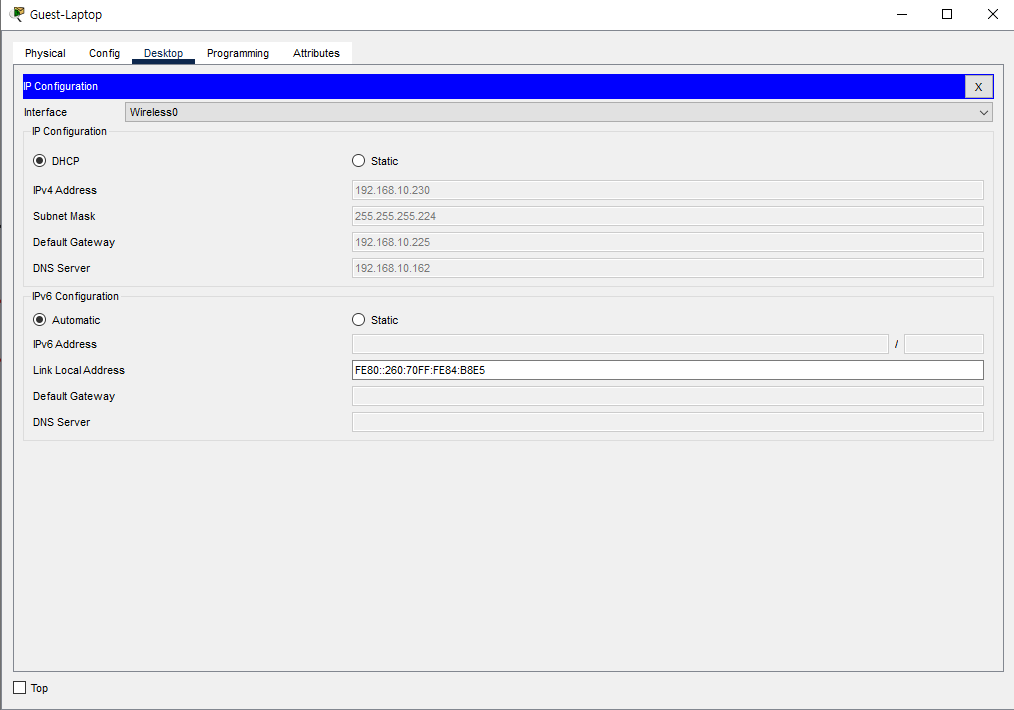 Guest-Laptop
Physical Config Desktop Programming Attributes
IP Configuration X
Interface Wireless0
IP Configuration
DHCP Static
IPv4 Address 192.168.10.230
Subnet Mask 255.255.255.224
Default Gateway 192.168.10.225
DNS Server 192.168.10.162
IPv6 Configuration
Automatic Static
IPv6 Address /
Link Local Address FE80::260:70FF:FE84:B8E5
Default Gateway
DNS Server
Top